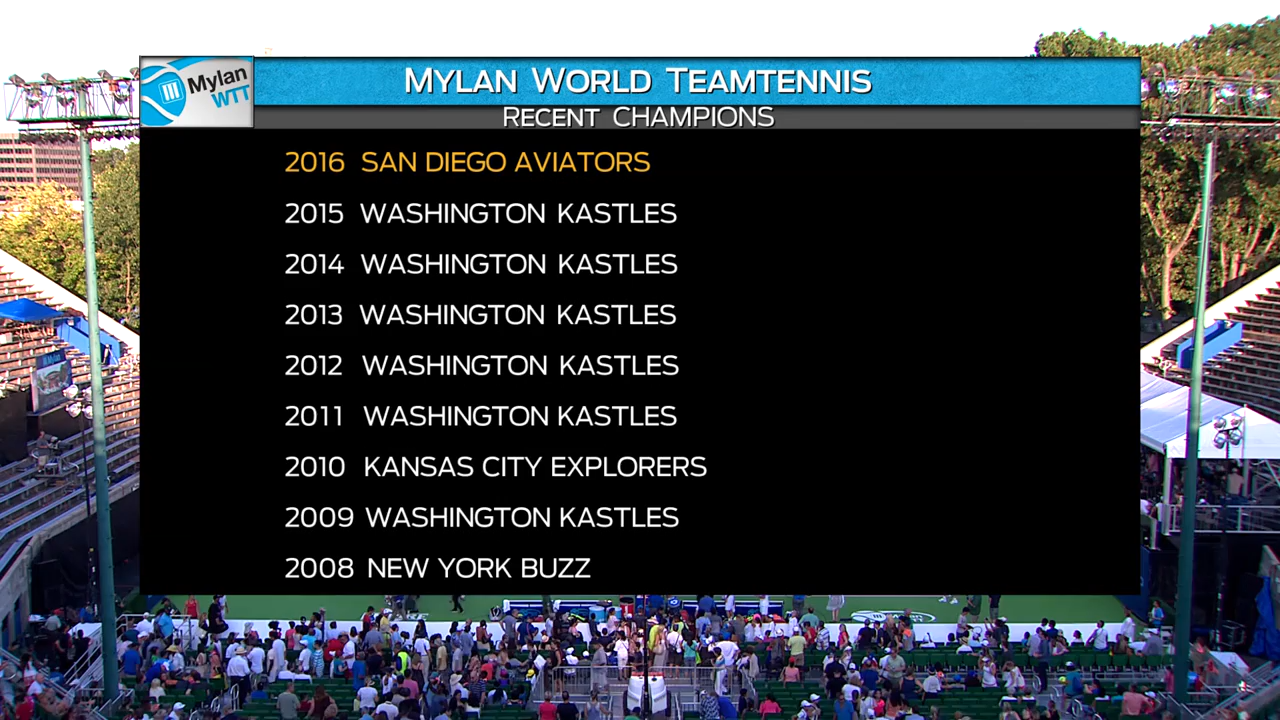 Mylan
WTT
MYLAN WORLD TEAMTENNIS
RECENT CHAMPIONS
2016 SAN DIEGO AVIATORS
2015 WASHINGTON KASTLES
2014 WASHINGTON KASTLES
2013 WASHINGTON KASTLES
2012 WASHINGTON KASTLES
2011 WASHINGTON KASTLES
2010 KANSAS CITY EXPLORERS
2009 WASHINGTON KASTLES
2008 NEW YORK BUZZ